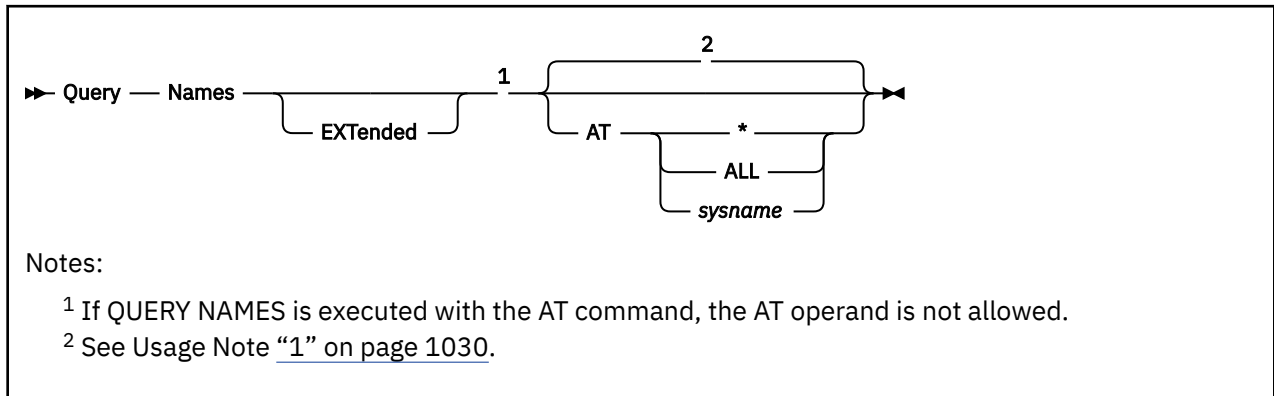 2
1
Query Names
EXTended
AT *
ALL
sysname
Notes:
1 If QUERY NAMES is executed with the AT command, the AT operand is not allowed.
2 See Usage Note “1” on page 1030.